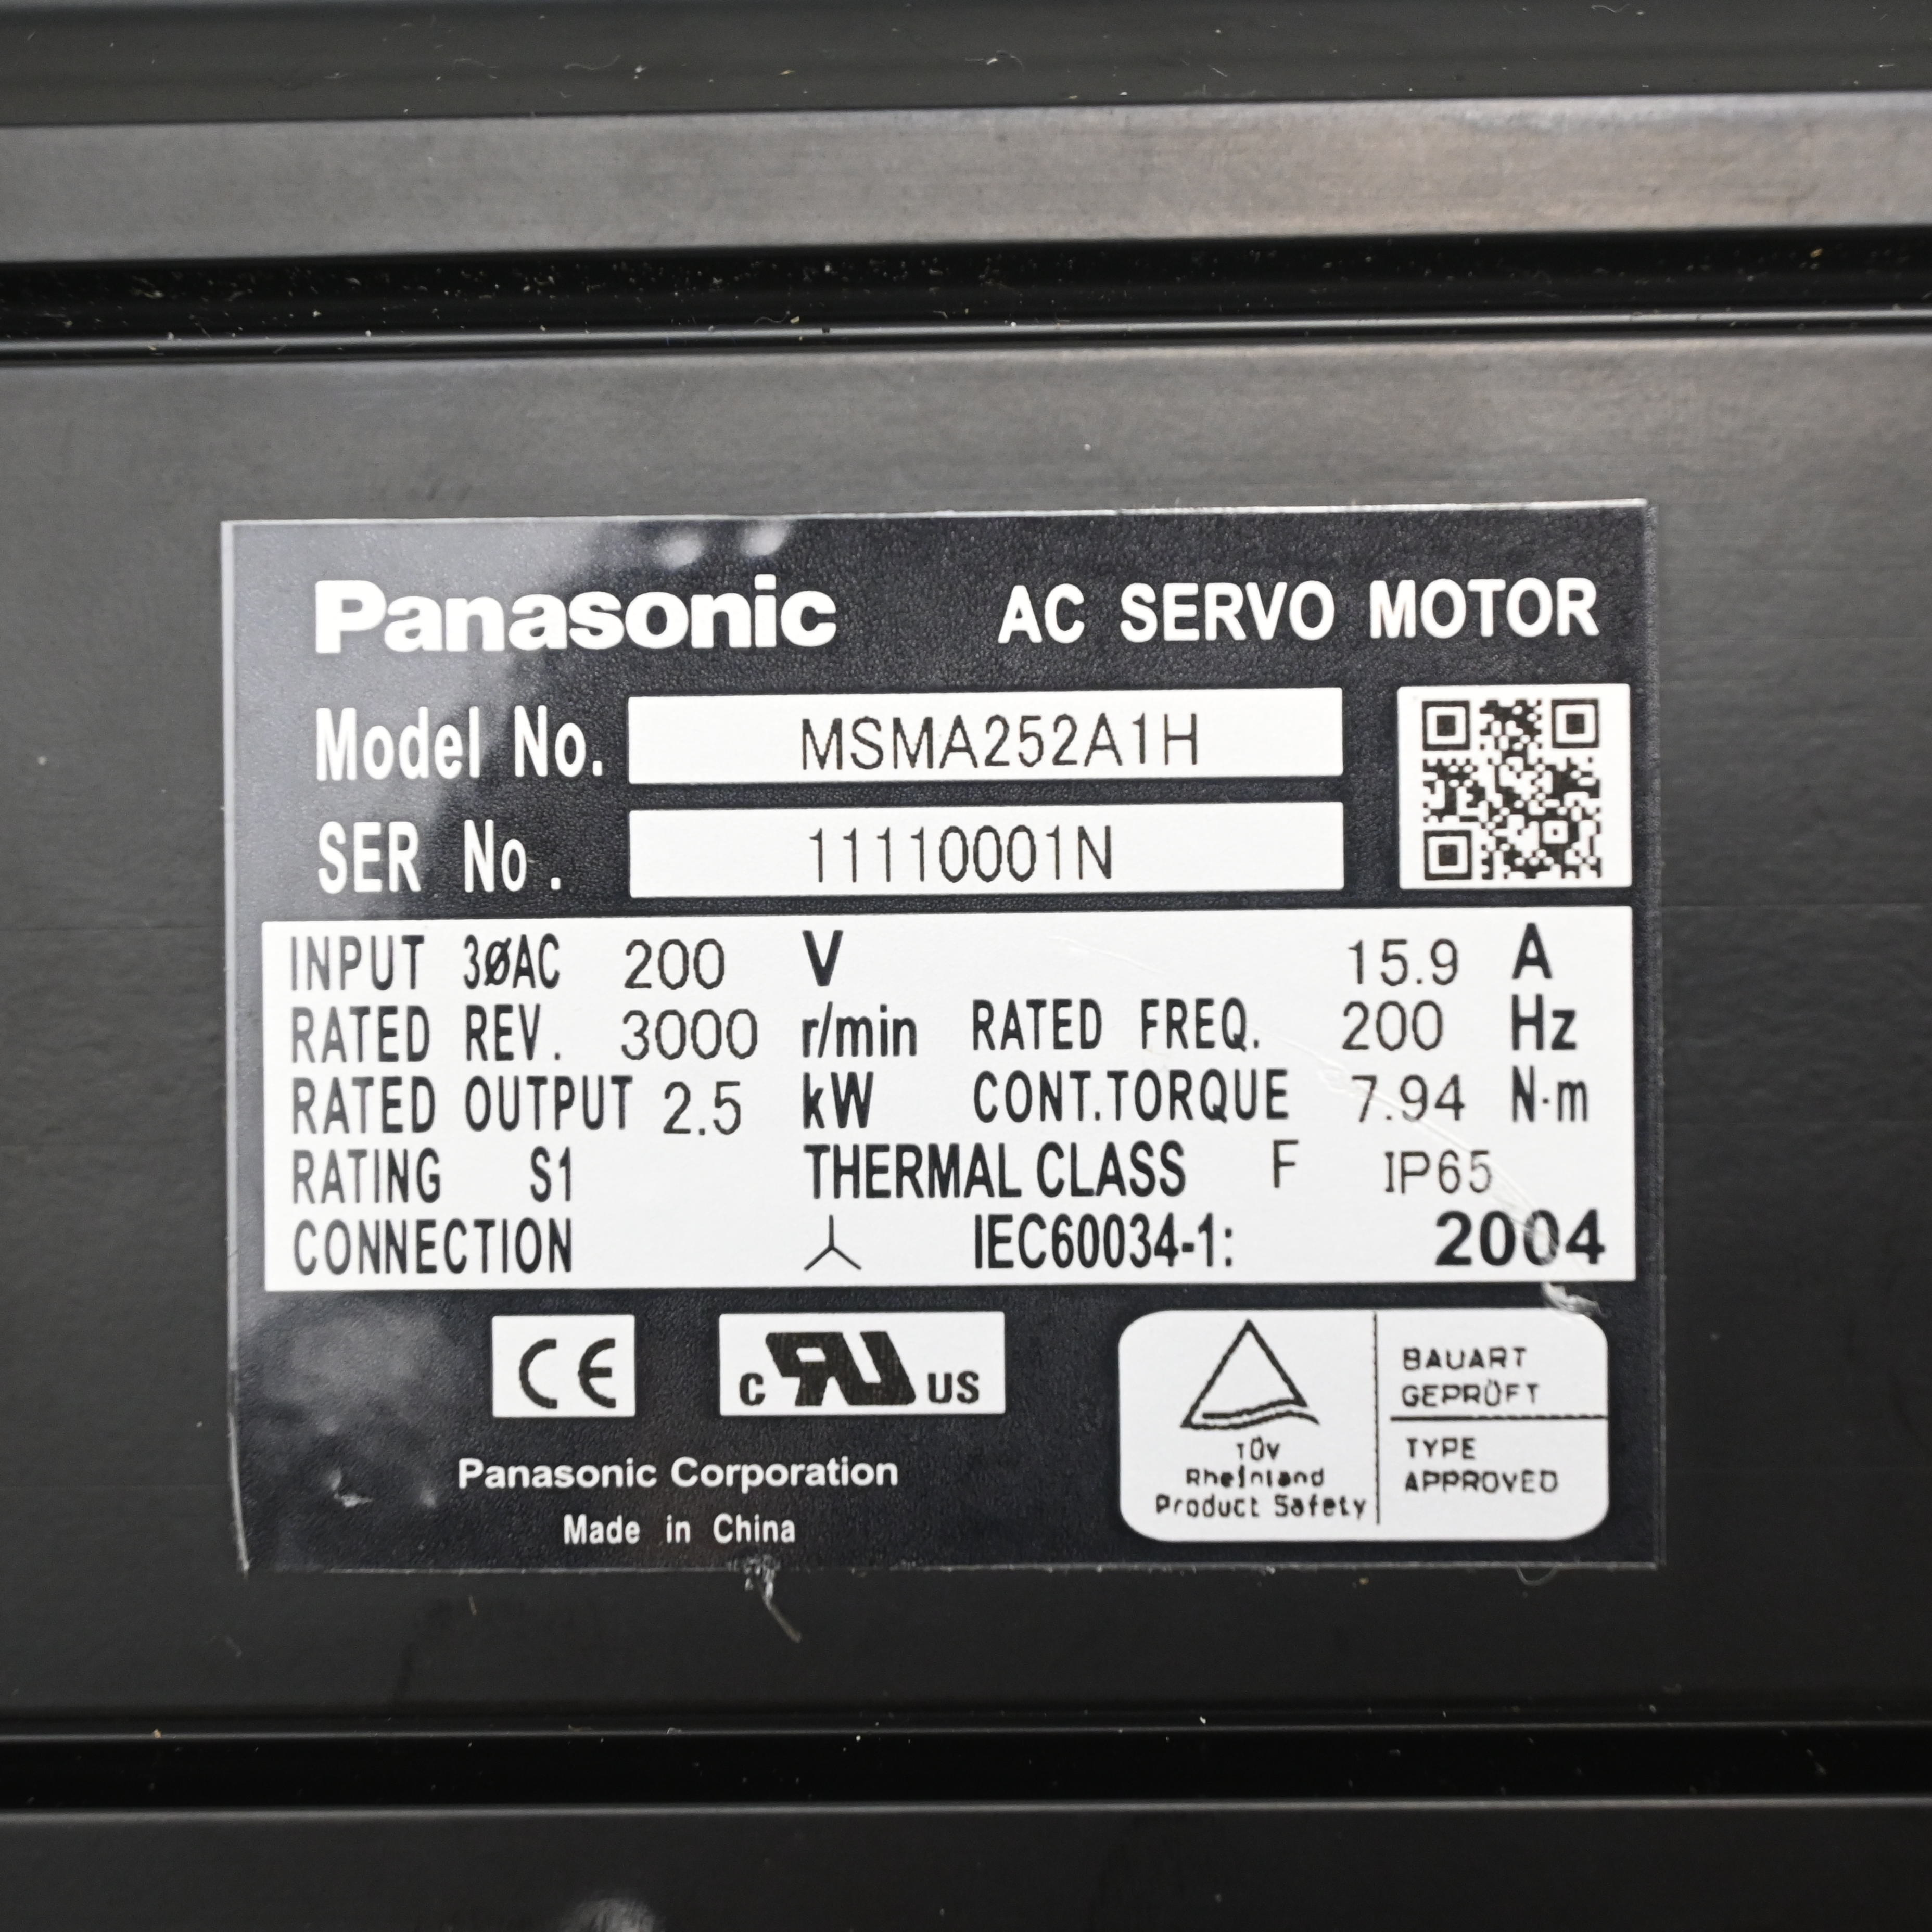 Panasonic AC SERVO MOTOR
Model No. MSMA252A1H
SER No. 11110001N
INPUT 3øAC 200 V 15.9 A
RATED REV. 3000 r/min RATED FREQ. 200 Hz
RATED OUTPUT 2.5 kW CONT.TORQUE 7.94 N·m
RATING S1 THERMAL CLASS F IP65
CONNECTION IEC60034-1: 2004
CE
c RU US
Panasonic Corporation
Made in China
TÜV
Rheinland
Product Safety
BAUART
GEPRÜFT
TYPE
APPROVED